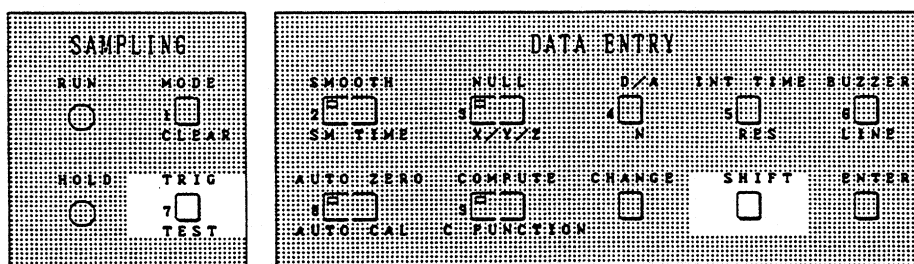 SAMPLING
RUN MODE
1
CLEAR
HOLD TRIG
7
TEST
DATA ENTRY
SMOOTH NULL D/A INT TIME BUZZER
2 3 4 5 6
SM TIME X/Y/Z N RES LINE
AUTO ZERO COMPUTE CHANGE SHIFT ENTER
8 9
AUTO CAL C FUNCTION